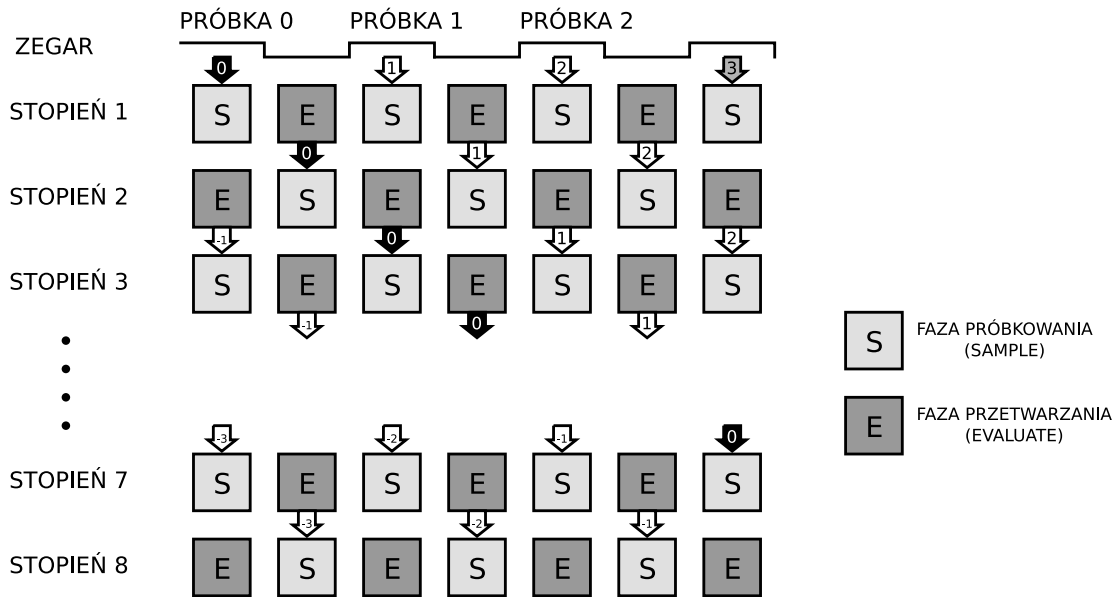 PRÓBKA 0 PRÓBKA 1 PRÓBKA 2
ZEGAR
0 1 2 3
STOPIEŃ 1 S E S E S E S
0 1 2
STOPIEŃ 2 E S E S E S E
-1 0 1 2
STOPIEŃ 3 S E S E S E S
-1 0 1
S FAZA PRÓBKOWANIA
(SAMPLE)
E FAZA PRZETWARZANIA
(EVALUATE)
-3 -2 -1 0
STOPIEŃ 7 S E S E S E S
-3 -2 -1
STOPIEŃ 8 E S E S E S E